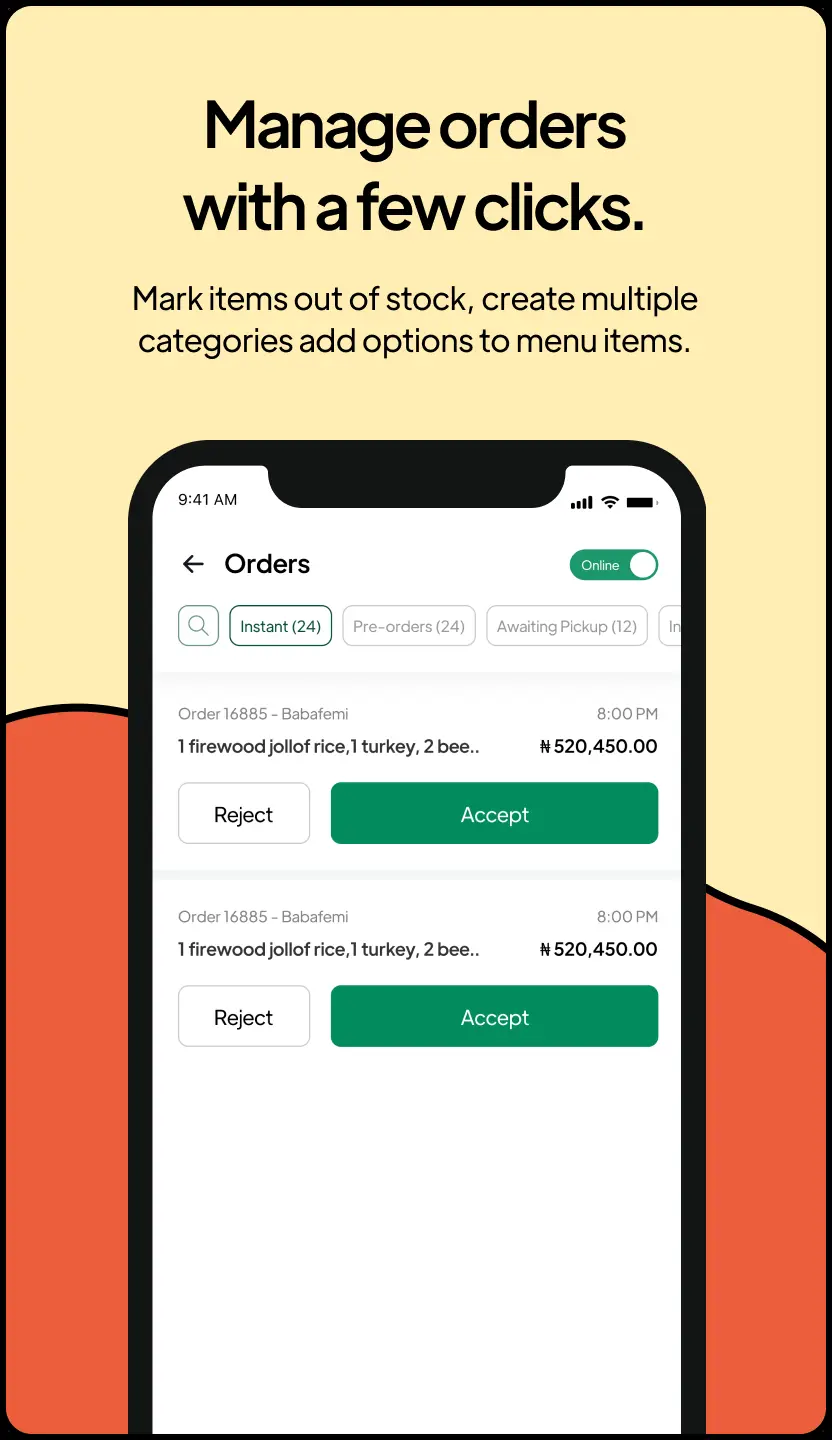 Manage orders
with a few clicks.
Mark items out of stock, create multiple
categories add options to menu items.
9:41 AM
Orders
Online
Instant (24)
Pre-orders (24)
Awaiting Pickup (12)
In
Order 16885 - Babafemi
8:00 PM
1 firewood jollof rice,1 turkey, 2 bee..
₦ 520,450.00
Reject
Accept
Order 16885 - Babafemi
8:00 PM
1 firewood jollof rice,1 turkey, 2 bee..
₦ 520,450.00
Reject
Accept